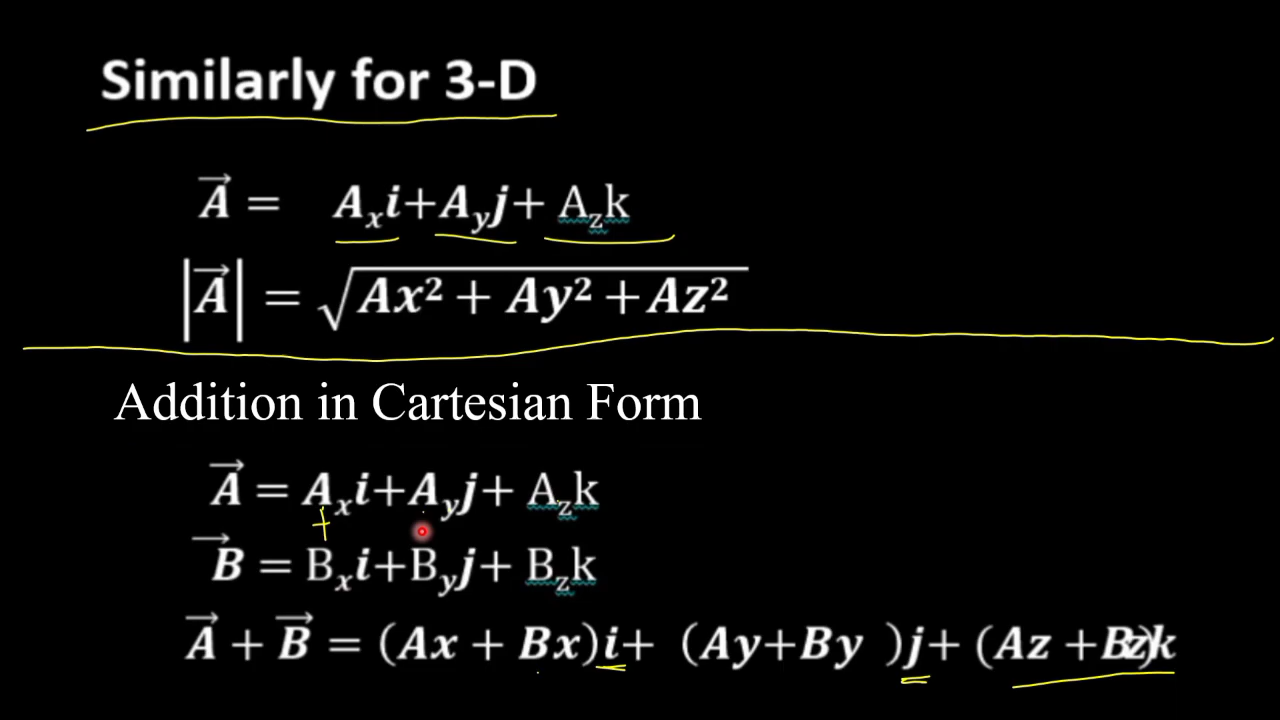 Similarly for 3-D
A⃗ = Aₓi+Aᵧj+ A_zk
|A⃗| = √Ax² + Ay² + Az²
Addition in Cartesian Form
A⃗ = Aₓi+Aᵧj+ A_zk
+
B⃗ = Bₓi+Bᵧj+ B_zk
A⃗ + B⃗ = (Ax + Bx)i+ (Ay+By )j+ (Az +Bz)k